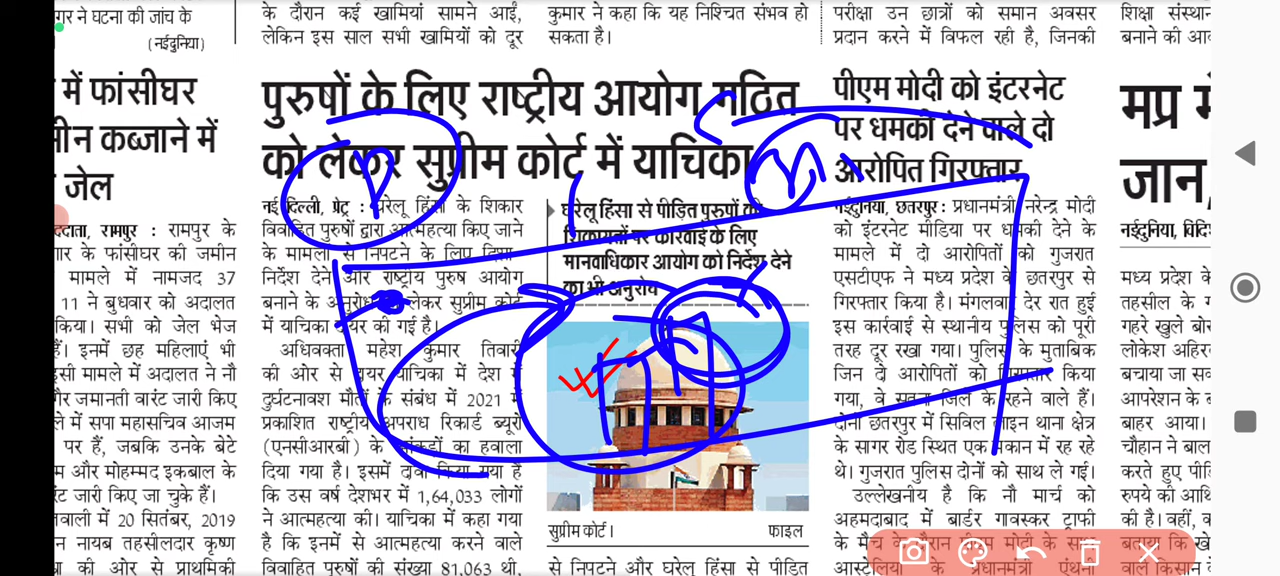 गर ने घटना की जांच के
(नईदुनिया)
में फांसीघर
मीन कब्जाने में
जेल
रामपुर : रामपुर के
के फांसीघर की जमीन
मामले में नामजद 37
11 ने बुधवार को अदालत
किया। सभी को जेल भेज
हैं। इनमें छह महिलाएं भी
इसी मामले में अदालत ने नौ
गैर जमानती वारंट जारी किए
ले में सपा महासचिव आजम
पर हैं, जबकि उनके बेटे
म और मोहम्मद इकबाल के
जारी किए जा चुके हैं।
तवाली में 20 सितंबर, 2019
न नायब तहसीलदार कृष्ण
की ओर से प्राथमिकी
के दौरान कई खामियां सामने आईं,
लेकिन इस साल सभी खामियों को दूर
कुमार ने कहा कि यह निश्चित संभव हो
सकता है।
पुरुषों के लिए राष्ट्रीय आयोग गठित
को लेकर सुप्रीम कोर्ट में याचिका
नई दिल्ली, प्रेट्र : घरेलू हिंसा के शिकार
विवाहित पुरुषों द्वारा आत्महत्या किए जाने
के मामलों से निपटने के लिए दिशा-
निर्देश देने और राष्ट्रीय पुरुष आयोग
बनाने के अनुरोध लेकर सुप्रीम कोर्ट
में याचिका दायर की गई है।
अधिवक्ता महेश कुमार तिवारी
की ओर से दायर याचिका में देश में
दुर्घटनावश मौतों के संबंध में 2021 में
प्रकाशित राष्ट्रीय अपराध रिकार्ड ब्यूरो
(एनसीआरबी) के आंकड़ों का हवाला
दिया गया है। इसमें दावा किया गया है
कि उस वर्ष देशभर में 1,64,033 लोगों
ने आत्महत्या की। याचिका में कहा गया
है कि इनमें से आत्महत्या करने वाले
विवाहित पुरुषों की संख्या 81,063 थी,
घरेलू हिंसा से पीड़ित पुरुषों की
शिकायतों पर कार्रवाई के लिए
मानवाधिकार आयोग को निर्देश देने
का भी अनुरोध
सुप्रीम कोर्ट। फाइल
से निपटने और घरेलू हिंसा से पीड़ित
परीक्षा उन छात्रों को समान अवसर
प्रदान करने में विफल रही है, जिनकी
पीएम मोदी को इंटरनेट
पर धमकी देने वाले दो
आरोपित गिरफ्तार
नईदुनिया, छतरपुर : प्रधानमंत्री नरेन्द्र मोदी
को इंटरनेट मीडिया पर धमकी देने के
मामले में दो आरोपितों को गुजरात
एसटीएफ ने मध्य प्रदेश के छतरपुर से
गिरफ्तार किया है। मंगलवार देर रात हुई
इस कार्रवाई से स्थानीय पुलिस को पूरी
तरह दूर रखा गया। पुलिस के मुताबिक
जिन दो आरोपितों को गिरफ्तार किया
गया, वे सतना जिले के रहने वाले हैं।
दोनों छतरपुर में सिविल लाइन थाना क्षेत्र
के सागर रोड स्थित एक मकान में रह रहे
थे। गुजरात पुलिस दोनों को साथ ले गई।
उल्लेखनीय है कि नौ मार्च को
अहमदाबाद में बार्डर गावस्कर ट्राफी
के मैच के दौरान पीएम मोदी के साथ
आस्ट्रेलिया के प्रधानमंत्री एंथनी
शिक्षा संस्थान
बनाने की
मप्र में
जान,
नईदुनिया,
मध्य प्रदेश के
तहसील के
गहरे खुले बोर
लोकेश अहिर
बचाया जा
आपरेशन के
बाहर आया।
चौहान ने बाल
करते हुए
रुपये की
की है। वहीं,
P